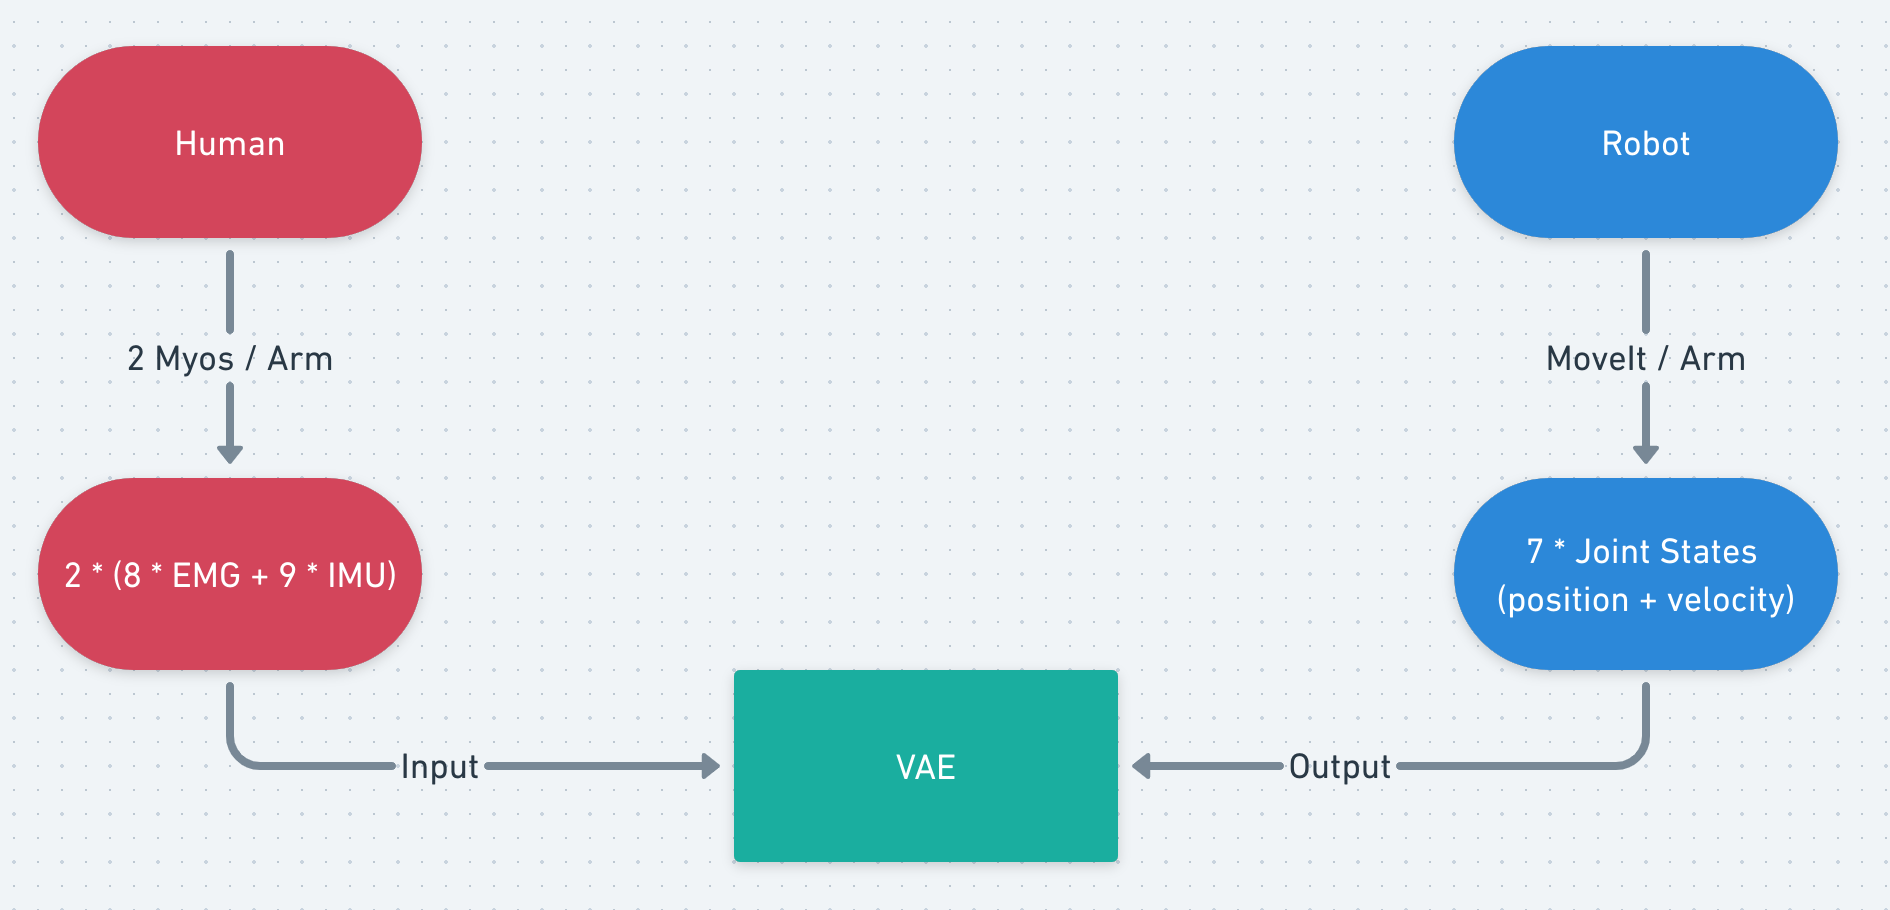 Human
Robot
2 Myos / Arm
MoveIt / Arm
2 * (8 * EMG + 9 * IMU)
7 * Joint States
(position + velocity)
Input
VAE
Output